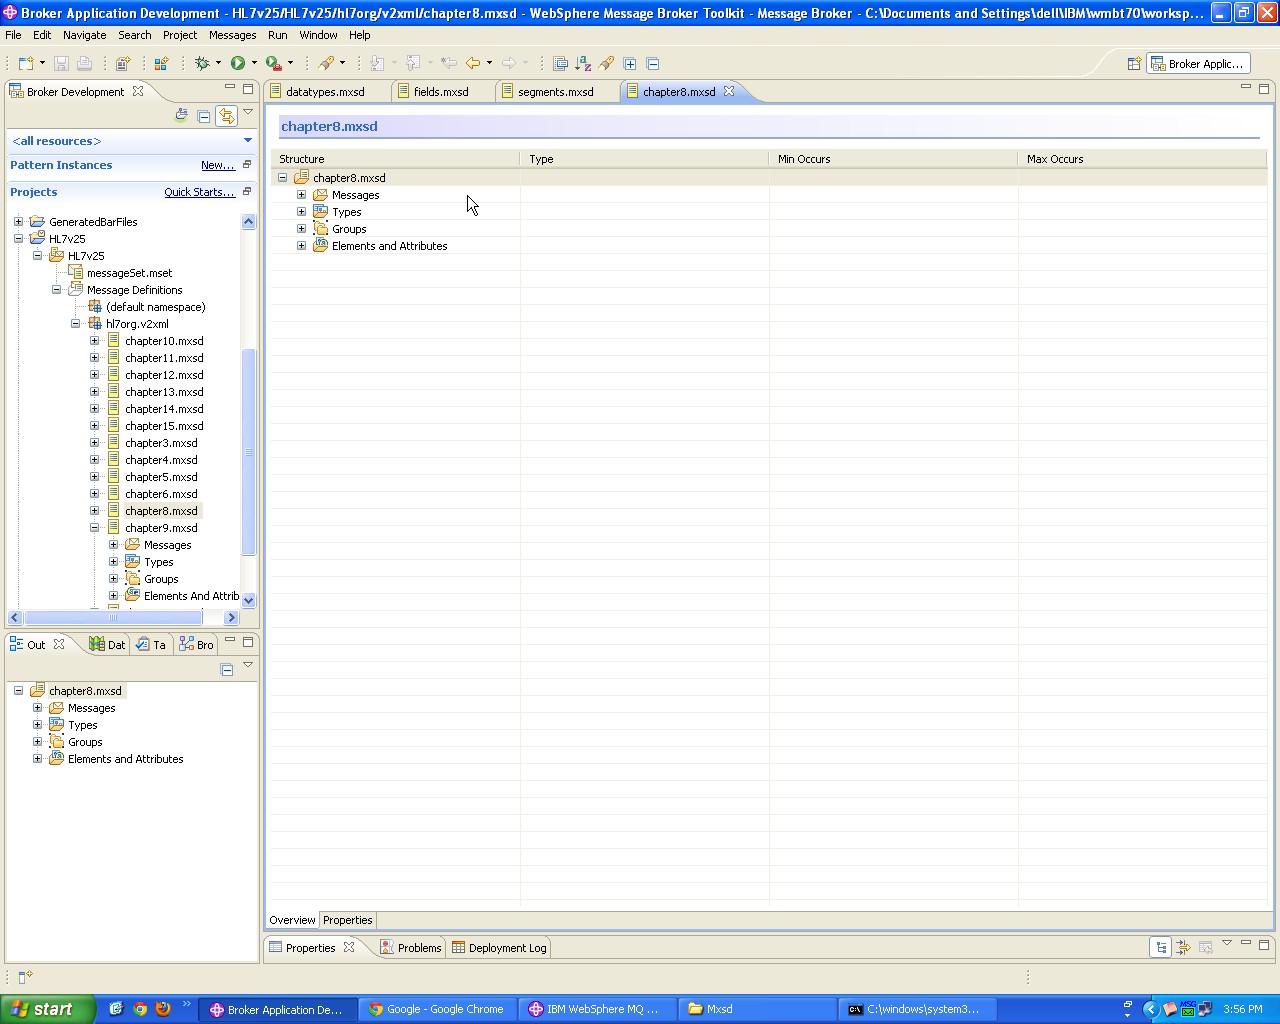 Broker Application Development - HL7v25/HL7v25/hl7org/v2xml/chapter8.mxsd - WebSphere Message Broker Toolkit - Message Broker - C:\Documents and Settings\dell\IBM\wmbt70\worksp...
File Edit Navigate Search Project Messages Run Window Help
Broker Applic...
Broker Development
datatypes.mxsd fields.mxsd segments.mxsd chapter8.mxsd
<all resources>
Pattern Instances New...
Projects Quick Starts...
GeneratedBarFiles
HL7v25
HL7v25
messageSet.mset
Message Definitions
(default namespace)
hl7org.v2xml
chapter10.mxsd
chapter11.mxsd
chapter12.mxsd
chapter13.mxsd
chapter14.mxsd
chapter15.mxsd
chapter3.mxsd
chapter4.mxsd
chapter5.mxsd
chapter6.mxsd
chapter8.mxsd
chapter9.mxsd
Messages
Types
Groups
Elements And Attrib
chapter8.mxsd
Structure Type Min Occurs Max Occurs
chapter8.mxsd
Messages
Types
Groups
Elements and Attributes
Overview Properties
Out Dat Ta Bro
chapter8.mxsd
Messages
Types
Groups
Elements and Attributes
Properties Problems Deployment Log
start Broker Application De... Google - Google Chrome IBM WebSphere MQ ... Mxsd C:\windows\system3... MSG 3:56 PM